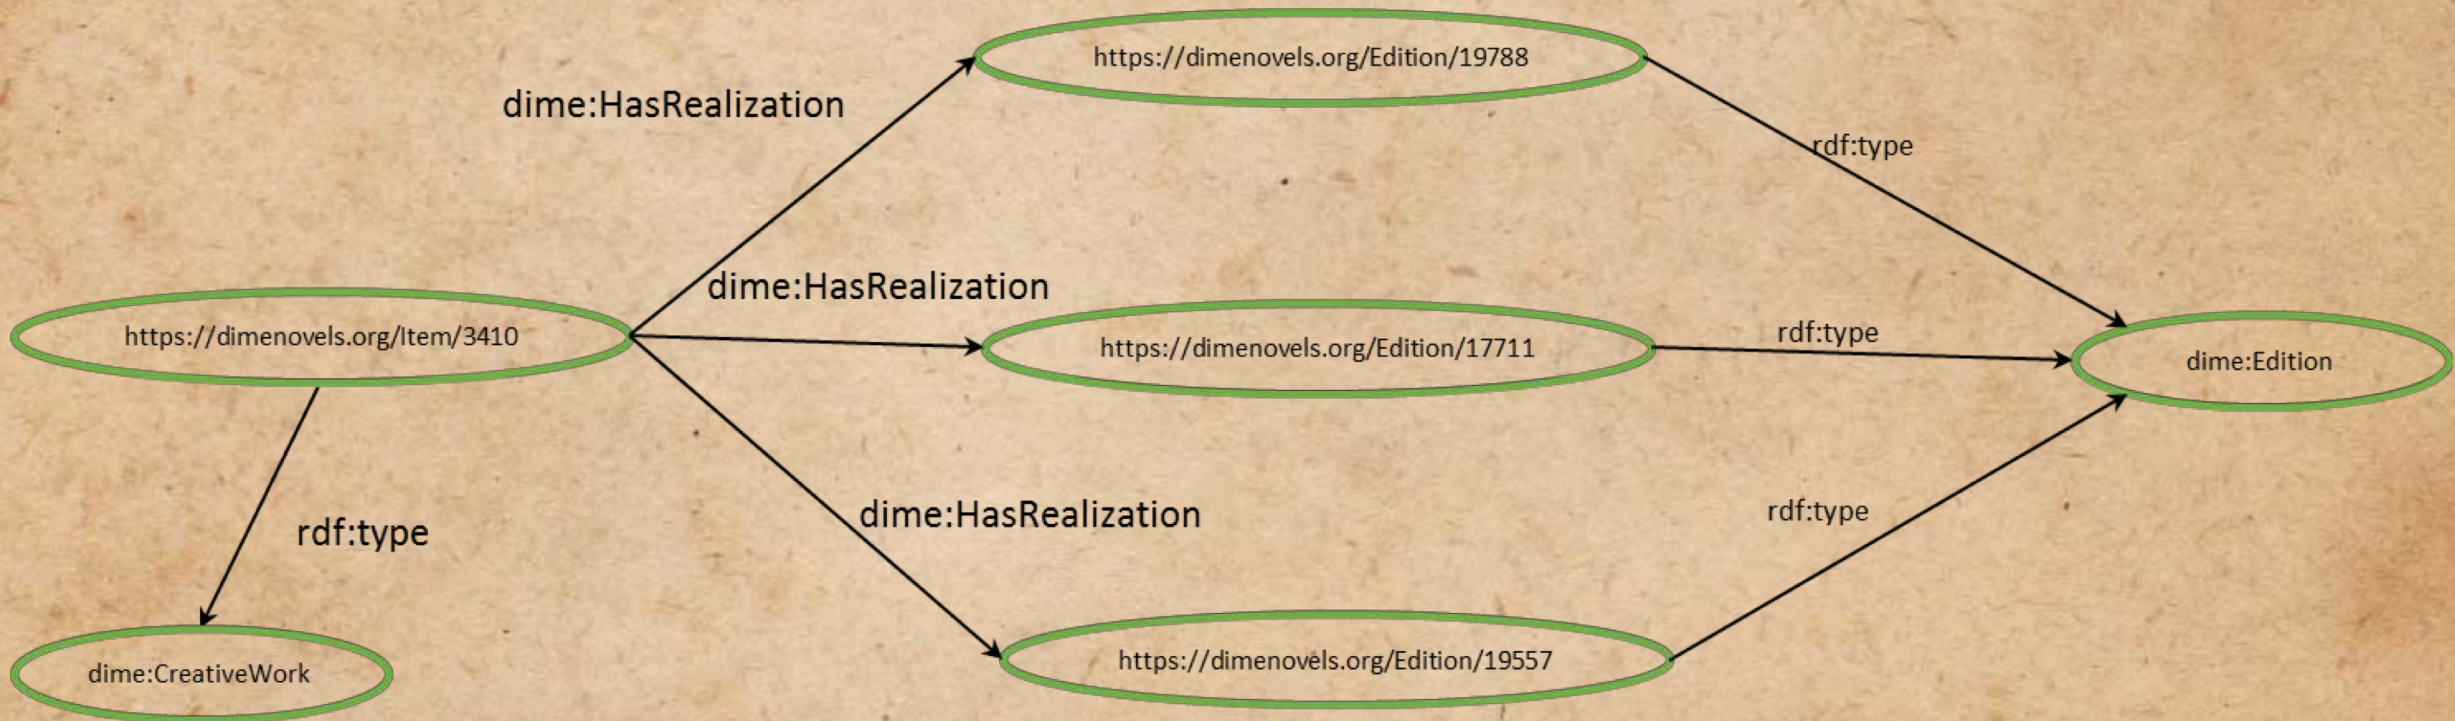 https://dimenovels.org/Edition/19788
dime:HasRealization
rdf:type
dime:HasRealization
https://dimenovels.org/Item/3410
https://dimenovels.org/Edition/17711
rdf:type
dime:Edition
dime:HasRealization
rdf:type
rdf:type
https://dimenovels.org/Edition/19557
dime:CreativeWork